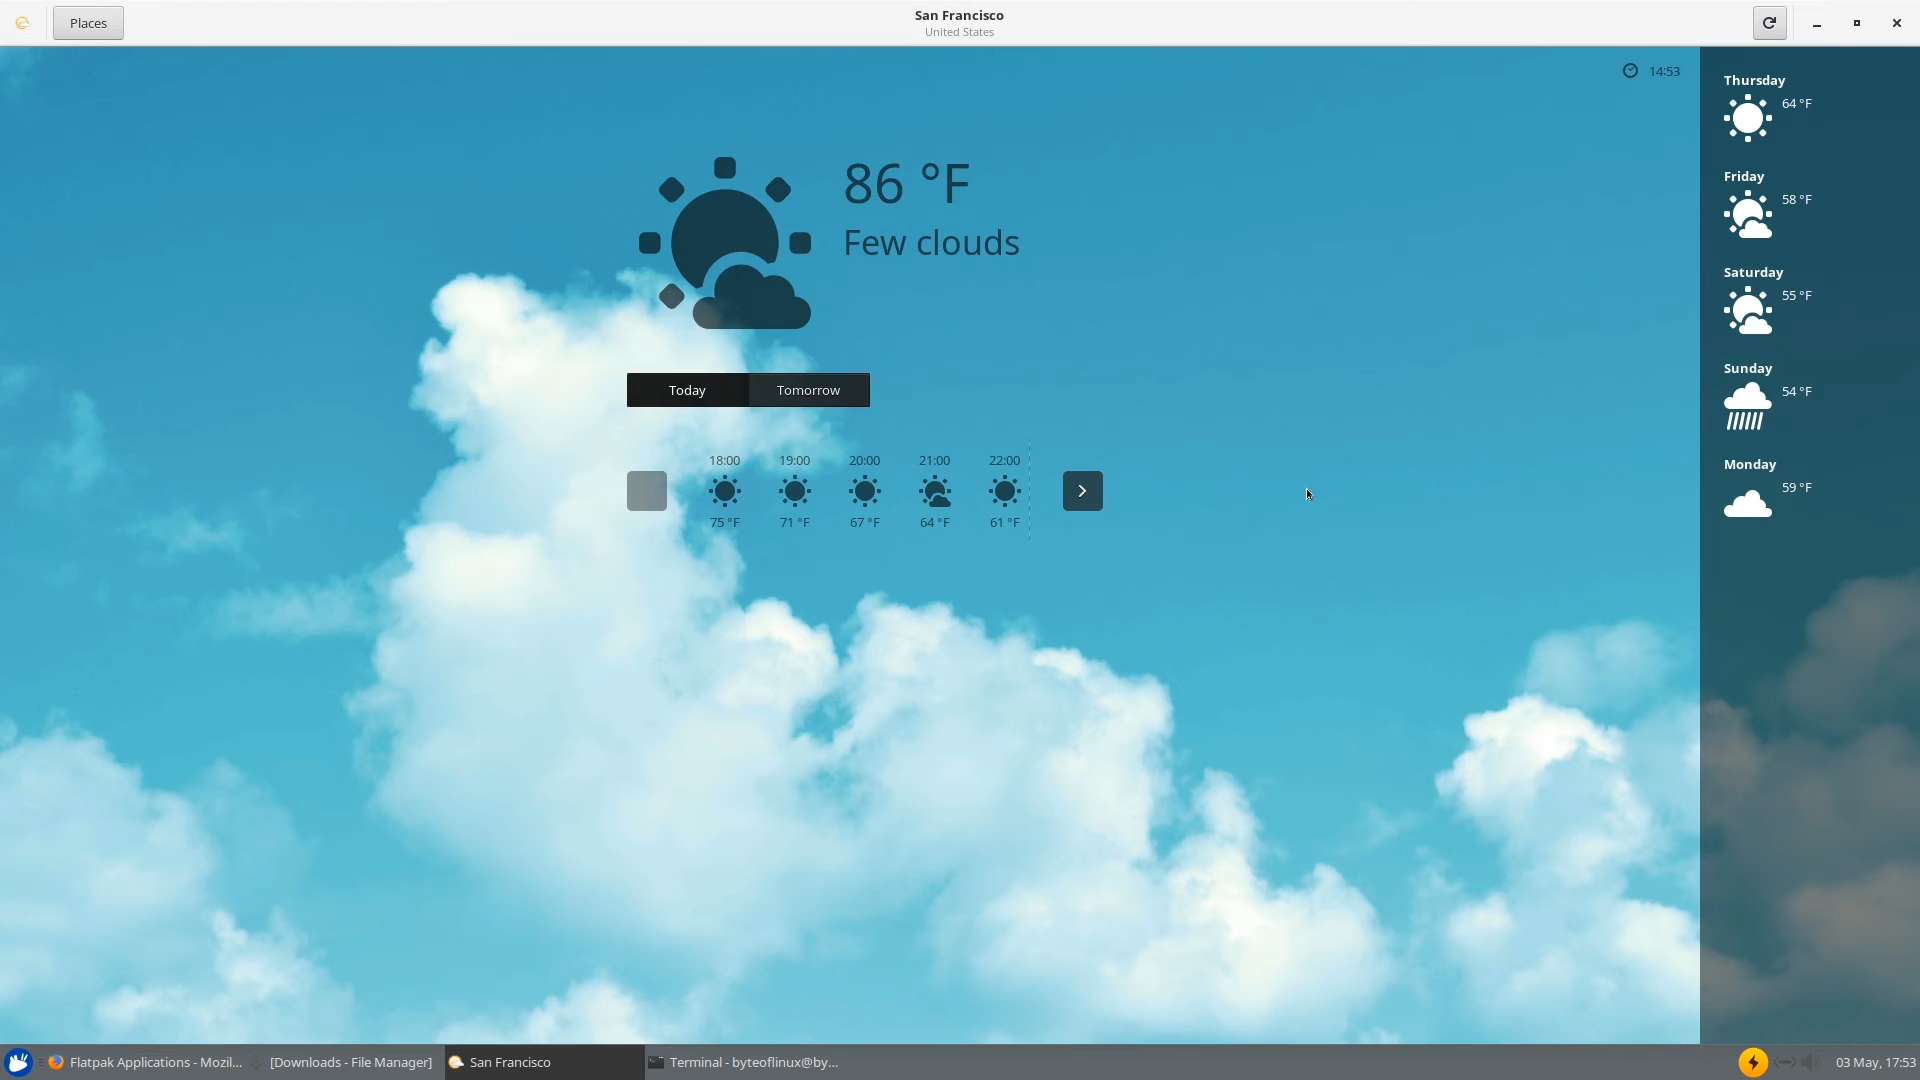 Places
San Francisco
United States
14:53
86 °F
Few clouds
Today Tomorrow
18:00 19:00 20:00 21:00 22:00
75 °F 71 °F 67 °F 64 °F 61 °F
Thursday
64 °F
Friday
58 °F
Saturday
55 °F
Sunday
54 °F
Monday
59 °F
Flatpak Applications - Mozil... [Downloads - File Manager] San Francisco Terminal - byteoflinux@by... 03 May, 17:53